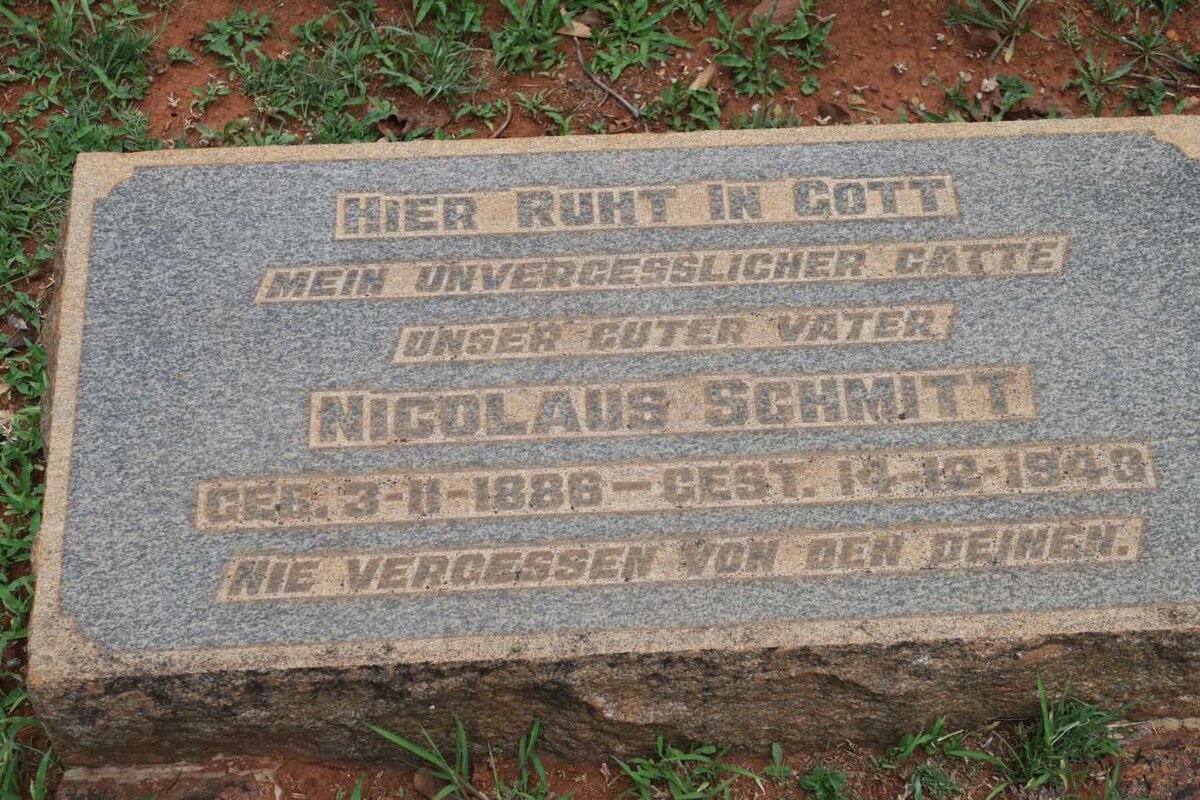 HIER RUHT IN GOTT
MEIN UNVERGESSLICHER GATTE
UNSER GUTER VATER
NICOLAUS SCHMITT
GEB. 3-11-1886 — GEST. 14-12-1943
NIE VERGESSEN VON DEN DEINEN.